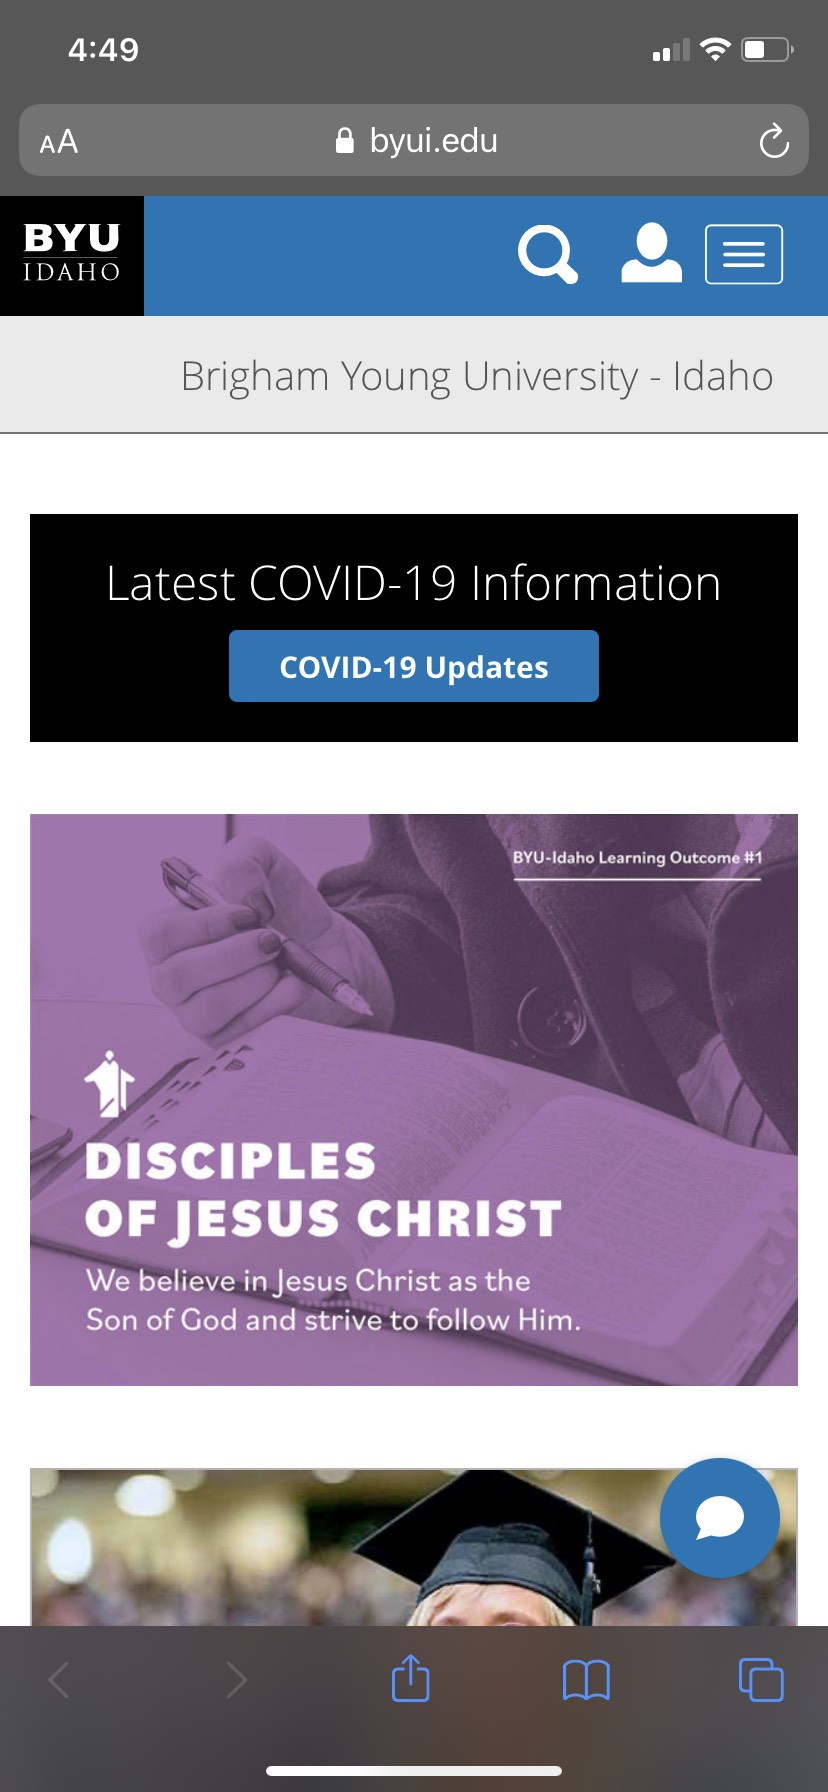 4:49
AA
byui.edu
BYU
IDAHO
Brigham Young University - Idaho
Latest COVID-19 Information
COVID-19 Updates
BYU-Idaho Learning Outcome #1
DISCIPLES
OF JESUS CHRIST
We believe in Jesus Christ as the
Son of God and strive to follow Him.